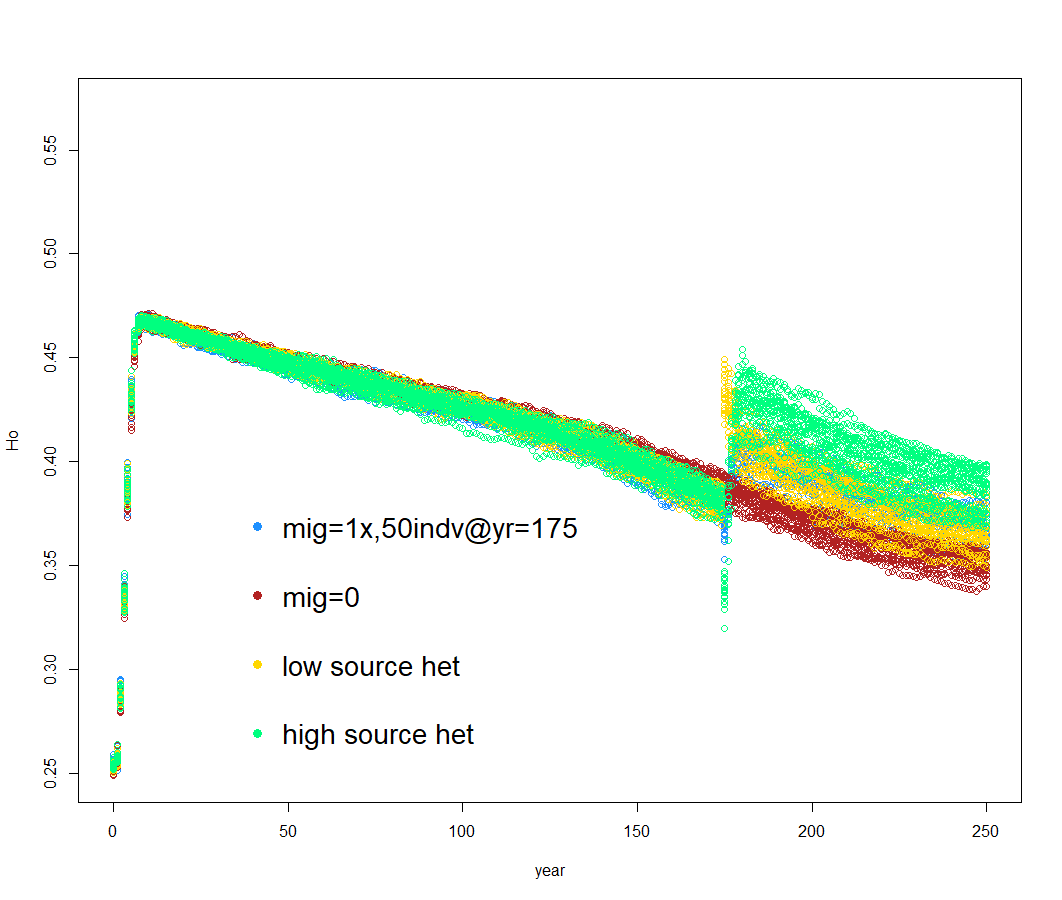 0.55
0.50
0.45
0.40
0.35
0.30
0.25
Ho
mig=1x,50indv@yr=175
mig=0
low source het
high source het
0 50 100 150 200 250
year